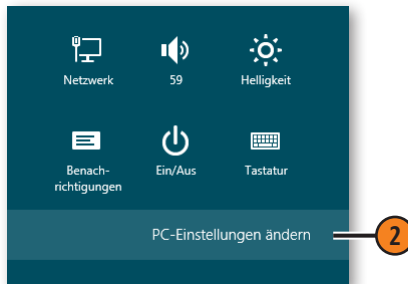 Netzwerk 59 Helligkeit
Benach-
richtigungen Ein/Aus Tastatur
PC-Einstellungen ändern 2